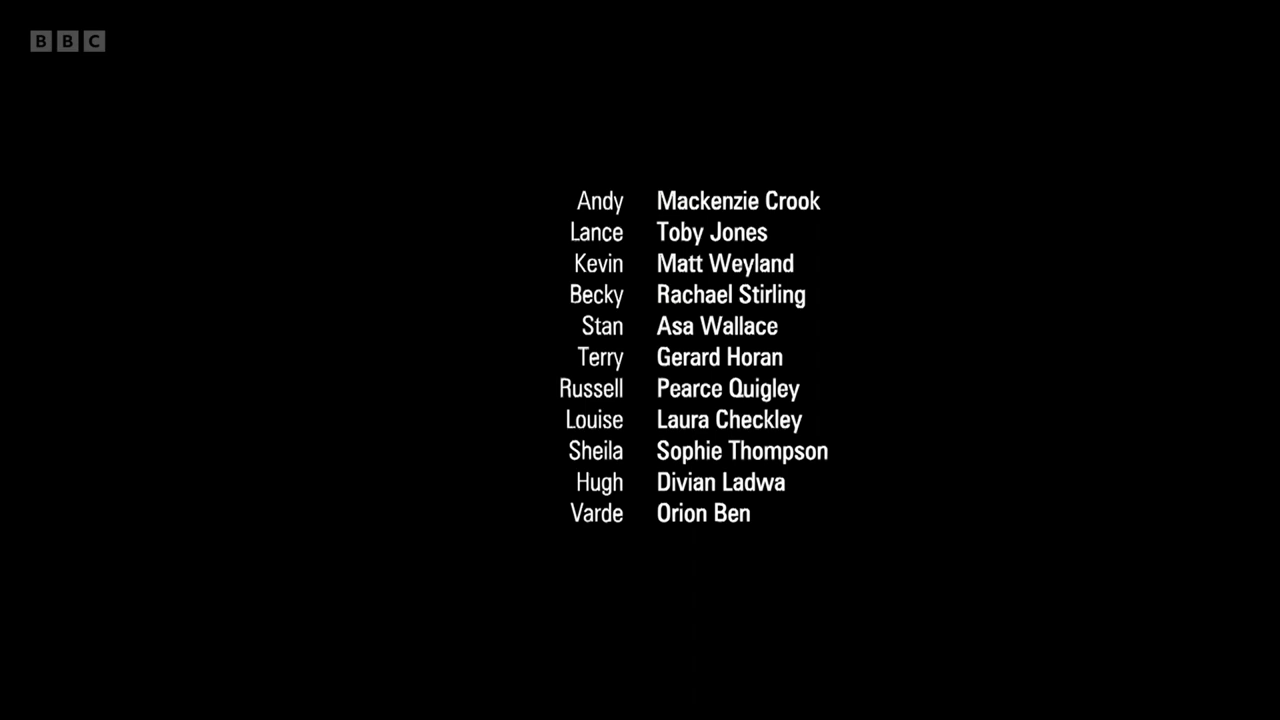 BBC
Andy Mackenzie Crook
Lance Toby Jones
Kevin Matt Weyland
Becky Rachael Stirling
Stan Asa Wallace
Terry Gerard Horan
Russell Pearce Quigley
Louise Laura Checkley
Sheila Sophie Thompson
Hugh Divian Ladwa
Varde Orion Ben